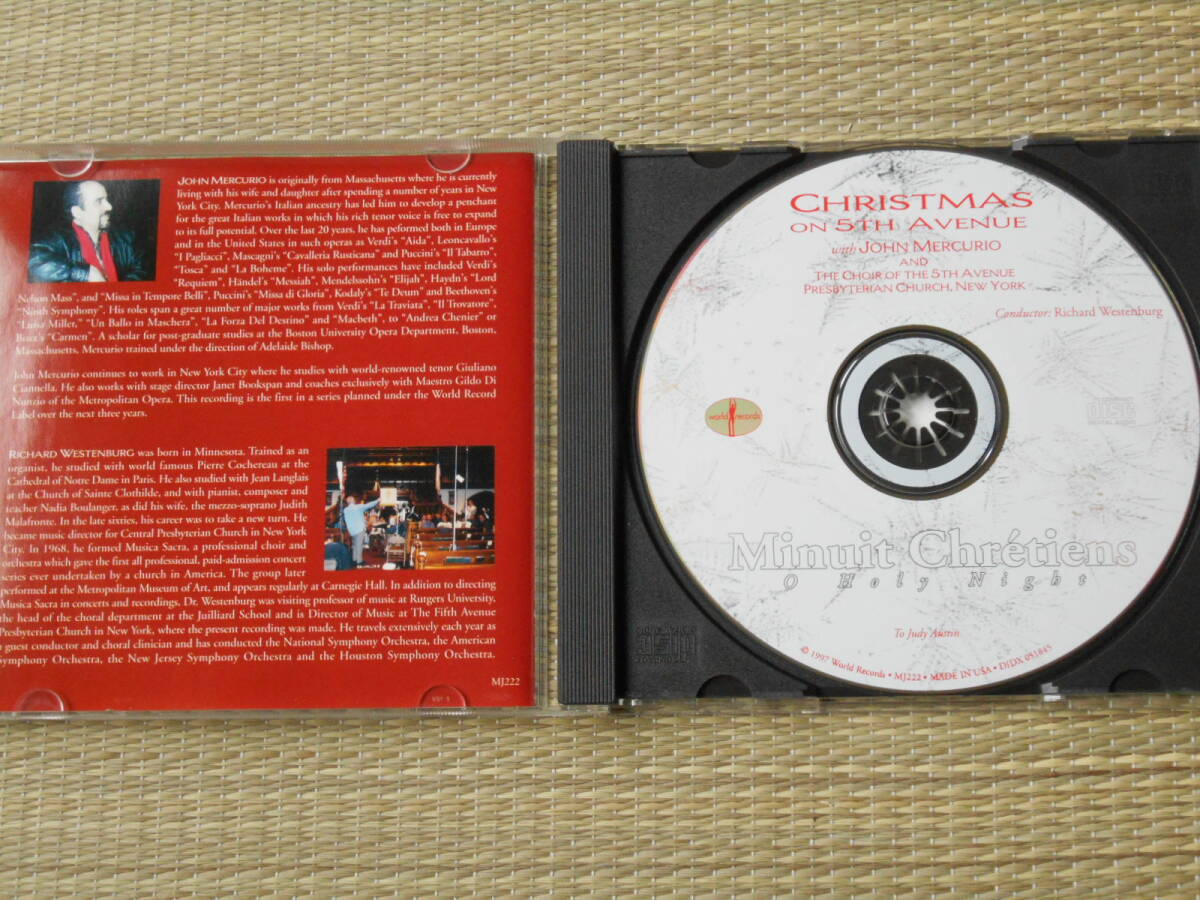 JOHN MERCURIO is originally from Massachusetts where he is currently
living with his wife and daughter after spending a number of years in New
York City. Mercurio's Italian ancestry has led him to develop a penchant
for the great Italian works in which his rich tenor voice is free to expand
to its full potential. Over the last 20 years, he has peformed both in Europe
and in the United States in such operas as Verdi's "Aida", Leoncavallo's
"I Pagliacci", Mascagni's "Cavalleria Rusticana" and Puccini's "Il Tabarro",
"Tosca" and "La Boheme". His solo performances have included Verdi's
"Requiem", Händel's "Messiah", Mendelssohn's "Elijah", Haydn's "Lord
Nelson Mass", and "Missa in Tempore Belli", Puccini's "Missa di Gloria", Kodaly's "Te Deum" and Beethoven's
"Ninth Symphony". His roles span a great number of major works from Verdi's "La Traviata", "Il Trovatore",
"Luisa Miller," "Un Ballo in Maschera", "La Forza Del Destino" and "Macbeth", to "Andrea Chenier" or
Bizet's "Carmen". A scholar for post-graduate studies at the Boston University Opera Department, Boston,
Massachusetts. Mercurio trained under the direction of Adelaide Bishop.
John Mercurio continues to work in New York City where he studies with world-renowned tenor Giuliano
Ciannella. He also works with stage director Janet Bookspan and coaches exclusively with Maestro Gildo Di
Nunzio of the Metropolitan Opera. This recording is the first in a series planned under the World Record
Label over the next three years.
RICHARD WESTENBURG was born in Minnesota. Trained as an
organist, he studied with world famous Pierre Cochereau at the
Cathedral of Notre Dame in Paris. He also studied with Jean Langlais
at the Church of Sainte Clothilde, and with pianist, composer and
teacher Nadia Boulanger, as did his wife, the mezzo-soprano Judith
Malafronte. In the late sixties, his career was to take a new turn. He
became music director for Central Presbyterian Church in New York
City. In 1968, he formed Musica Sacra, a professional choir and
orchestra which gave the first all professional, paid-admission concert
series ever undertaken by a church in America. The group later
performed at the Metropolitan Museum of Art, and appears regularly at Carnegie Hall. In addition to directing
Musica Sacra in concerts and recordings, Dr. Westenburg was visiting professor of music at Rutgers University,
the head of the choral department at the Juilliard School and is Director of Music at The Fifth Avenue
Presbyterian Church in New York, where the present recording was made. He travels extensively each year as
guest conductor and choral clinician and has conducted the National Symphony Orchestra, the American
Symphony Orchestra, the New Jersey Symphony Orchestra and the Houston Symphony Orchestra.
MJ222
CHRISTMAS
ON 5TH AVENUE
with JOHN MERCURIO
AND
THE CHOIR OF THE 5TH AVENUE
PRESBYTERIAN CHURCH, NEW YORK
Conductor: Richard Westenburg
world records
DIGITAL AUDIO
Minuit Chrétiens
O Holy Night
To Judy Austin
© 1997 World Records • MJ222 • MADE IN USA • DIDX 051845